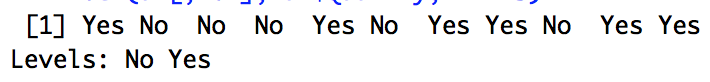 [1] Yes No  No  No  Yes No  Yes Yes No  Yes Yes
Levels: No Yes